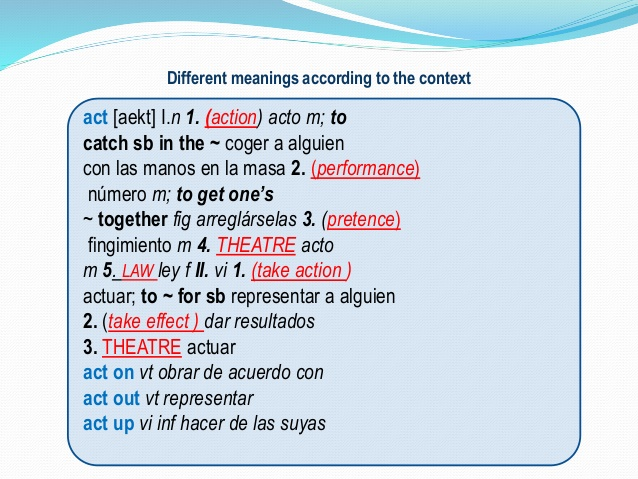 Different meanings according to the context
act [aekt] I.n 1. (action) acto m; to
catch sb in the ~ coger a alguien
con las manos en la masa 2. (performance)
número m; to get one's
~ together fig arreglárselas 3. (pretence)
fingimiento m 4. THEATRE acto
m 5. LAW ley f II. vi 1. (take action )
actuar; to ~ for sb representar a alguien
2. (take effect ) dar resultados
3. THEATRE actuar
act on vt obrar de acuerdo con
act out vt representar
act up vi inf hacer de las suyas